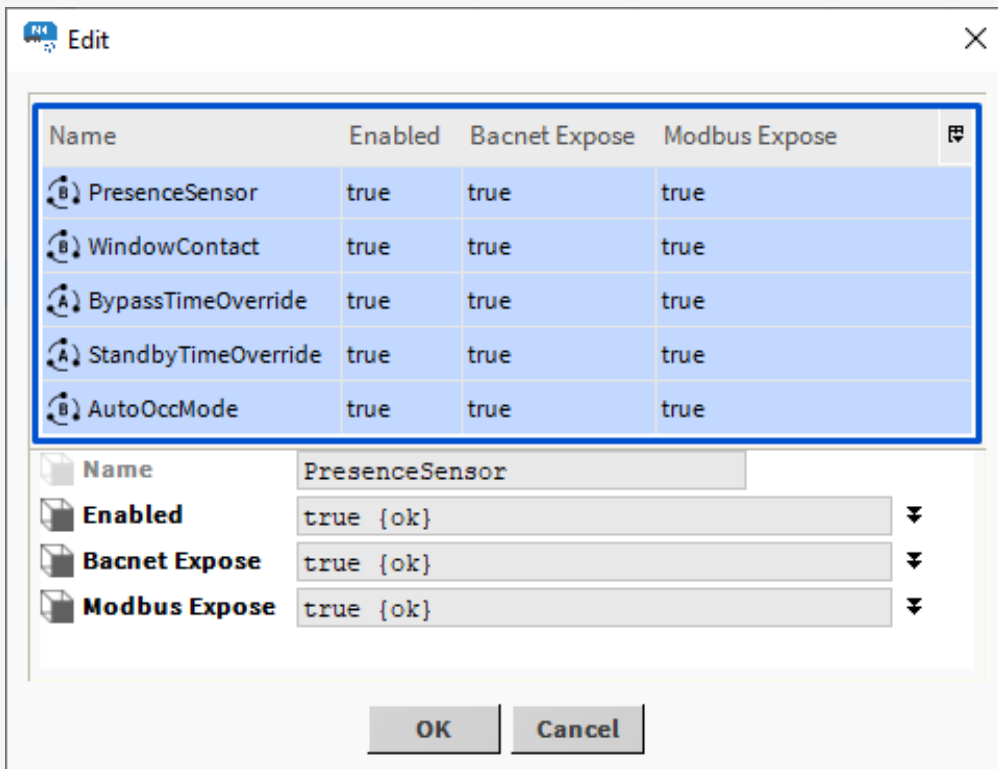 N4 Edit
Name Enabled Bacnet Expose Modbus Expose
B PresenceSensor true true true
B WindowContact true true true
A BypassTimeOverride true true true
A StandbyTimeOverride true true true
B AutoOccMode true true true
Name PresenceSensor
Enabled true {ok}
Bacnet Expose true {ok}
Modbus Expose true {ok}
OK Cancel